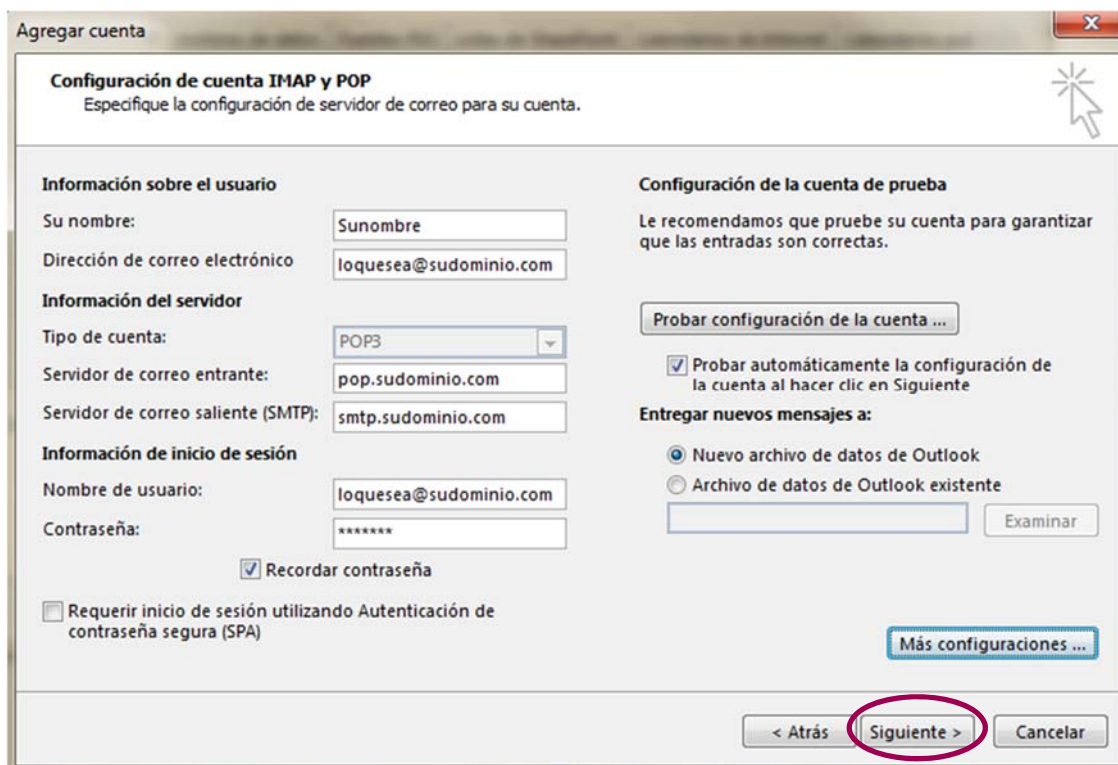 Agregar cuenta
Configuración de cuenta IMAP y POP
Especifique la configuración de servidor de correo para su cuenta.
Información sobre el usuario
Su nombre:
Sunombre
Dirección de correo electrónico
loquesea@sudominio.com
Información del servidor
Tipo de cuenta:
POP3
Servidor de correo entrante:
pop.sudominio.com
Servidor de correo saliente (SMTP):
smtp.sudominio.com
Información de inicio de sesión
Nombre de usuario:
loquesea@sudominio.com
Contraseña:
*******
Recordar contraseña
Requerir inicio de sesión utilizando Autenticación de
contraseña segura (SPA)
Configuración de la cuenta de prueba
Le recomendamos que pruebe su cuenta para garantizar
que las entradas son correctas.
Probar configuración de la cuenta ...
Probar automáticamente la configuración de
la cuenta al hacer clic en Siguiente
Entregar nuevos mensajes a:
Nuevo archivo de datos de Outlook
Archivo de datos de Outlook existente
Examinar
Más configuraciones ...
< Atrás
Siguiente >
Cancelar